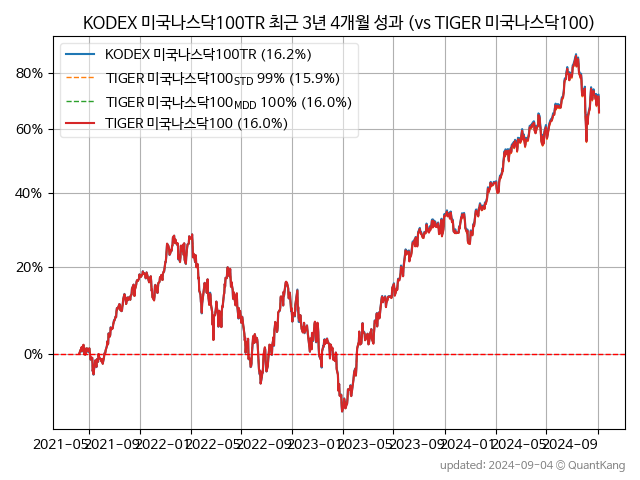 KODEX 미국나스닥100TR 최근 3년 4개월 성과 (vs TIGER 미국나스닥100)
KODEX 미국나스닥100TR (16.2%)
TIGER 미국나스닥100STD 99% (15.9%)
TIGER 미국나스닥100MDD 100% (16.0%)
TIGER 미국나스닥100 (16.0%)
80%
60%
40%
20%
0%
2021-05 2021-09 2022-01 2022-05 2022-09 2023-01 2023-05 2023-09 2024-01 2024-05 2024-09
updated: 2024-09-04 © QuantKang